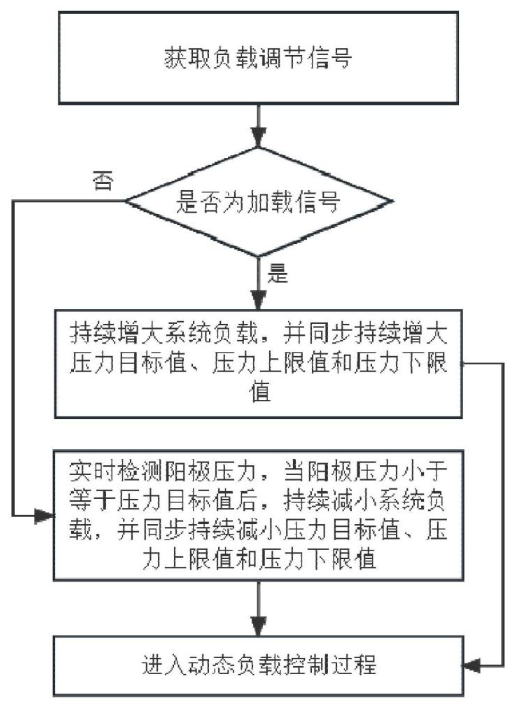 获取负载调节信号
否
是否为加载信号
是
持续增大系统负载，并同步持续增大
压力目标值、压力上限值和压力下限
值
实时检测阳极压力，当阳极压力小于
等于压力目标值后，持续减小系统负
载，并同步持续减小压力目标值、压
力上限值和压力下限值
进入动态负载控制过程